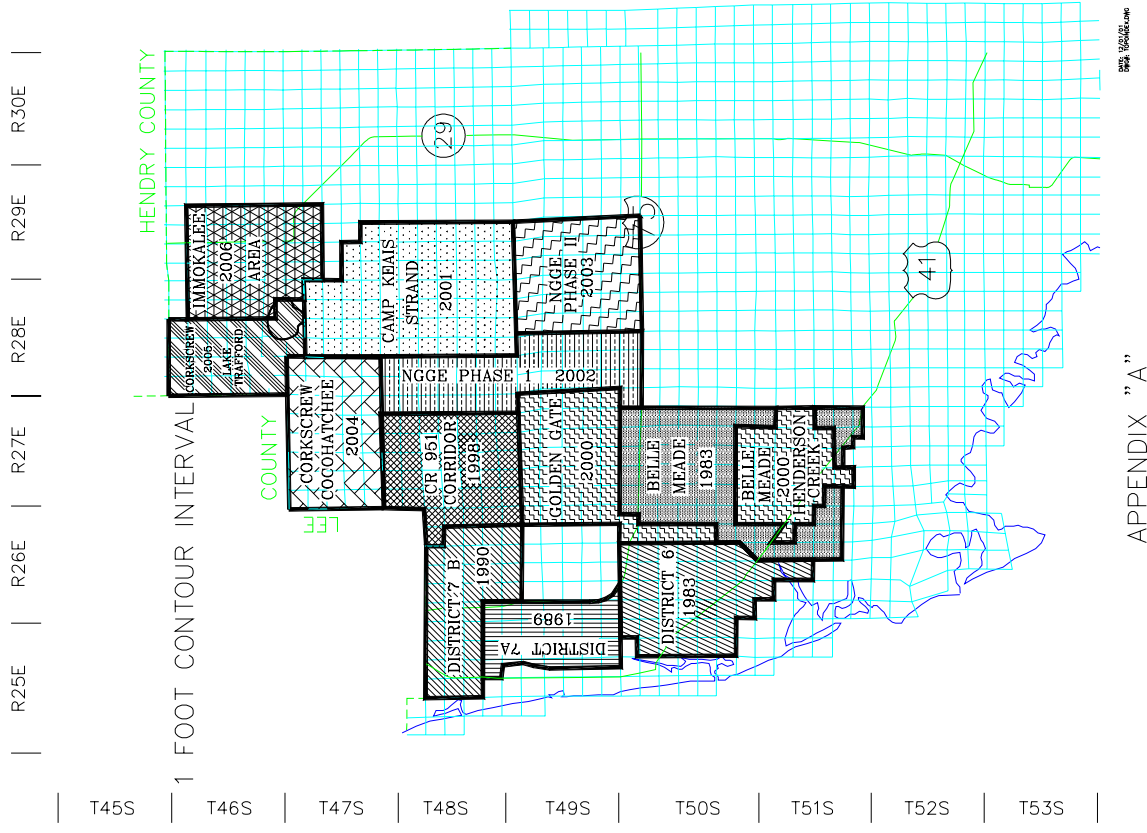 R25E
R26E
R27E
R28E
R29E
R30E
1 FOOT CONTOUR INTERVAL
HENDRY COUNTY
LEE
COUNTY
29
75
41
IMMOKALEE
2006
AREA
CORKSCREW
2006
LAKE
TRAFFORD
CAMP KEAIS
STRAND
2001
NGGE
PHASE II
2003
NGGE PHASE 1 2002
CORKSCREW
COCOHATCHEE
2004
CR 951
CORRIDOR
1998
GOLDEN GATE
2000
BELLE
MEADE
1983
BELLE
MEADE
2000
HENDERSON
CREEK
DISTRICT 7 B
1990
DISTRICT 7A
1989
DISTRICT 6
1983
T45S
T46S
T47S
T48S
T49S
T50S
T51S
T52S
T53S
APPENDIX "A"